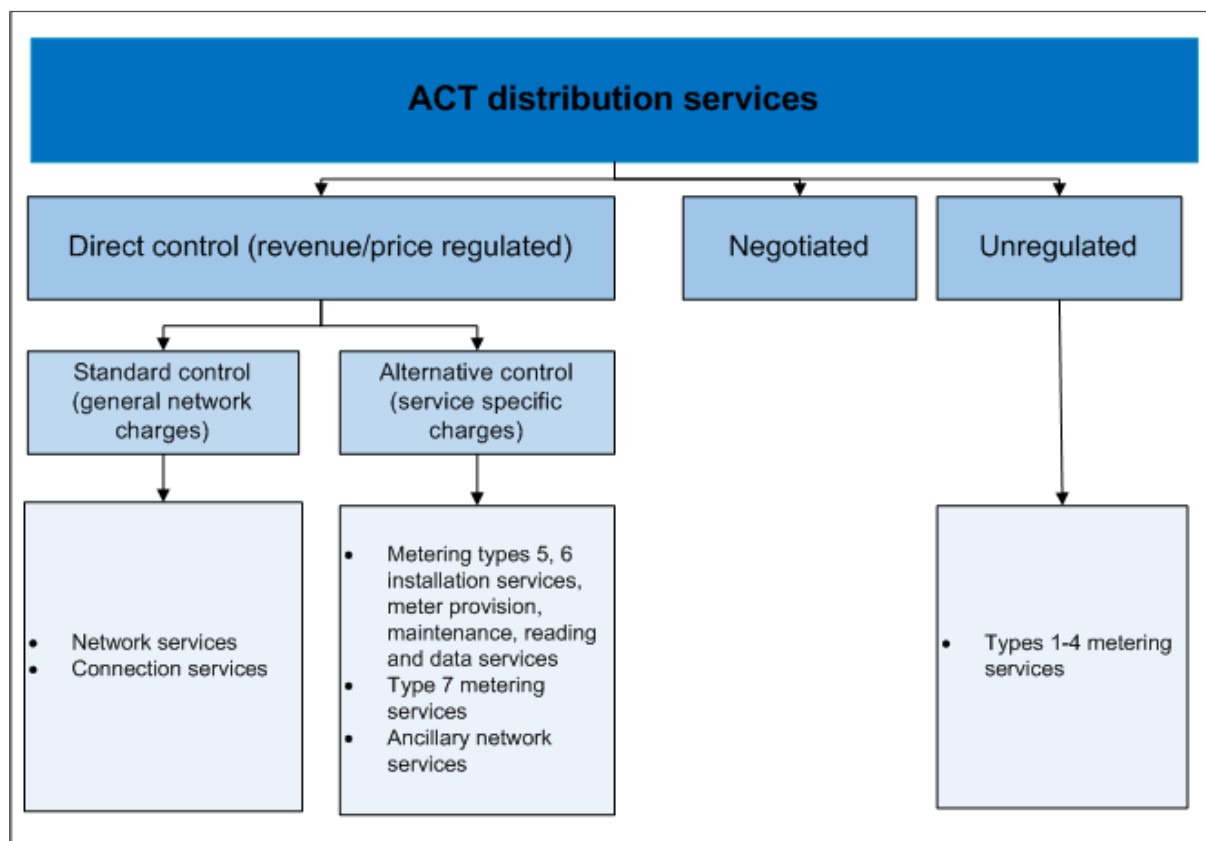 ACT distribution services
Direct control (revenue/price regulated)
Negotiated
Unregulated
Standard control
(general network
charges)
Alternative control
(service specific
charges)
• Network services
• Connection services
• Metering types 5, 6
installation services,
meter provision,
maintenance, reading
and data services
• Type 7 metering
services
• Ancillary network
services
• Types 1-4 metering
services